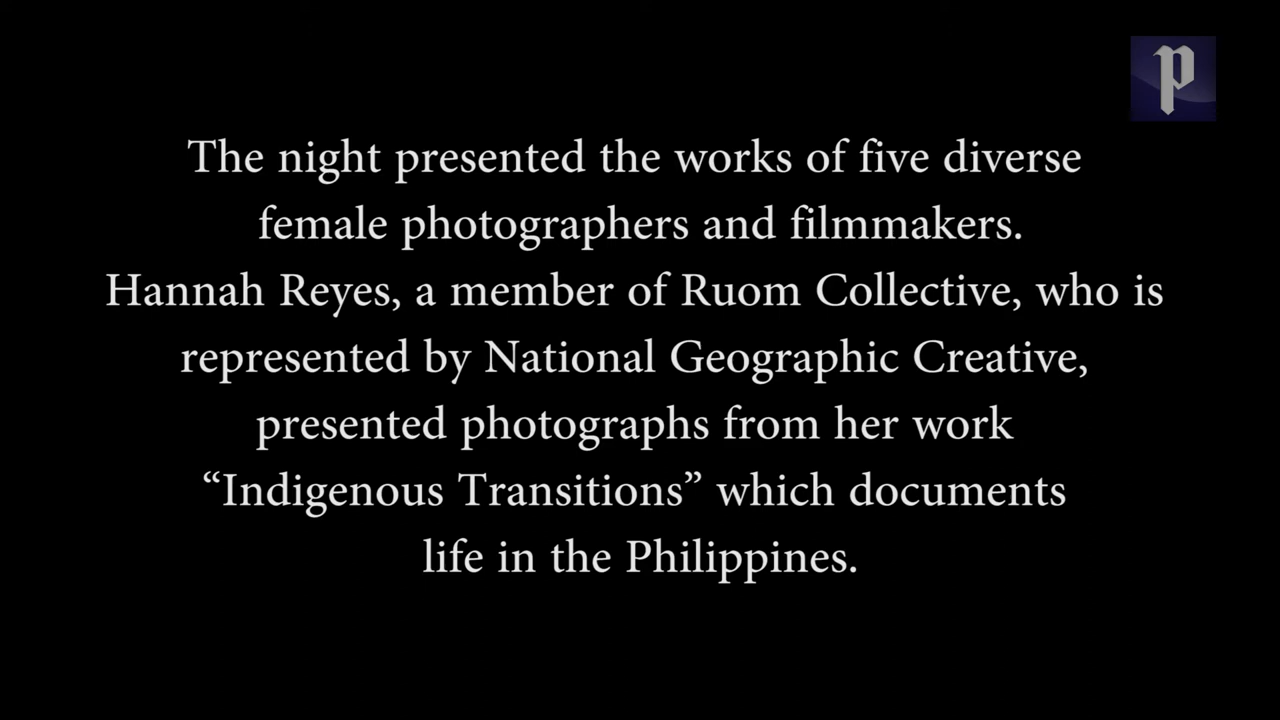 P
The night presented the works of five diverse
female photographers and filmmakers.
Hannah Reyes, a member of Ruom Collective, who is
represented by National Geographic Creative,
presented photographs from her work
“Indigenous Transitions” which documents
life in the Philippines.